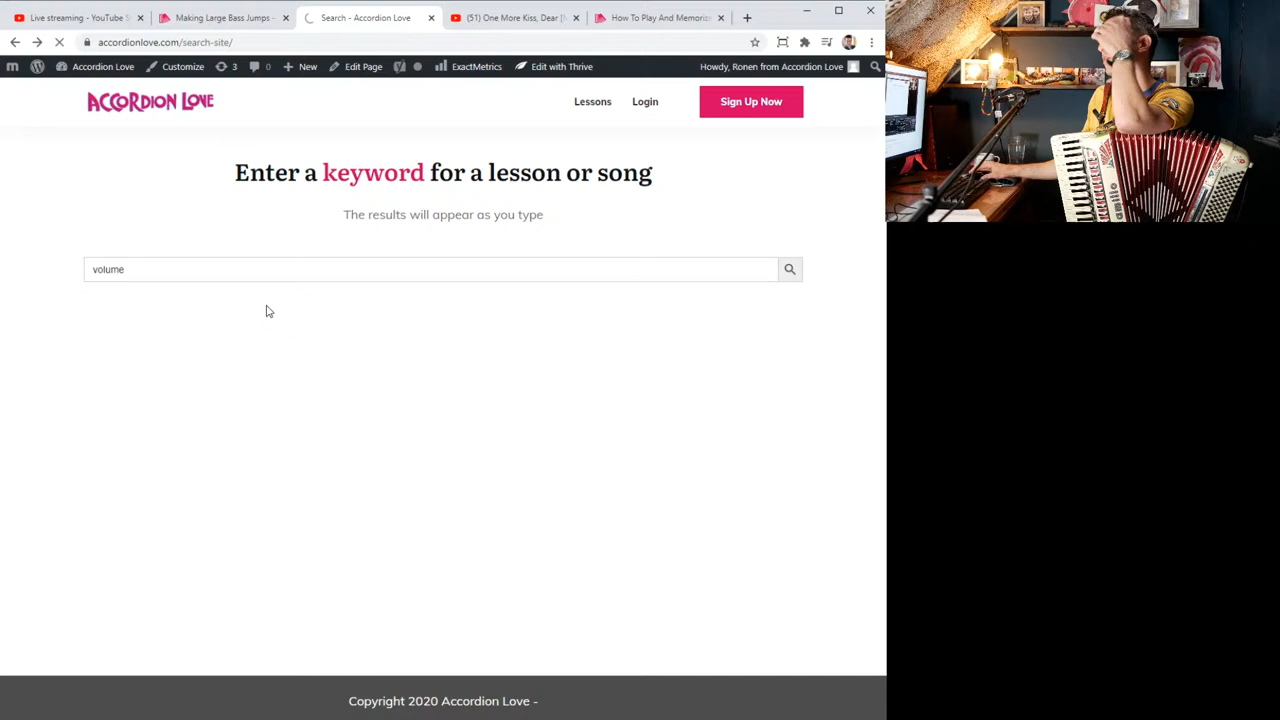 Live streaming - YouTube S
Making Large Bass Jumps -
Search - Accordion Love
(51) One More Kiss, Dear [
How To Play And Memoriz
accordionlove.com/search-site/
Accordion Love
Customize
3
0
New
Edit Page
ExactMetrics
Edit with Thrive
Howdy, Ronen from Accordion Love
ACCORDION LOVE
Lessons
Login
Sign Up Now
Enter a keyword for a lesson or song
The results will appear as you type
volume
Copyright 2020 Accordion Love -